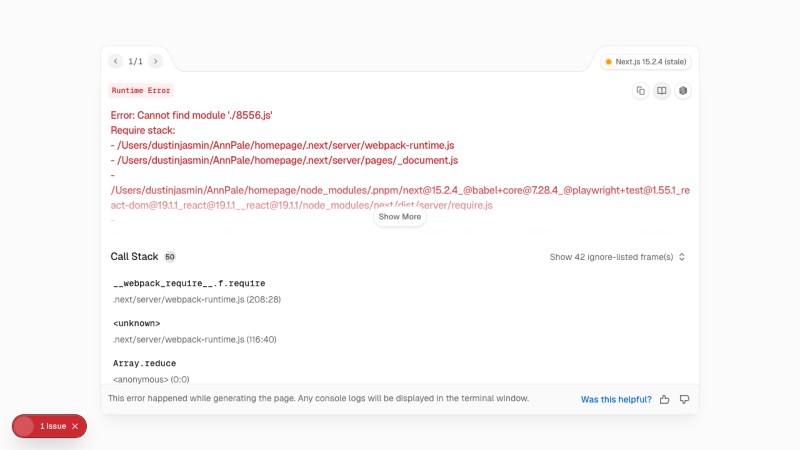 1/1
Next.js 15.2.4 (stale)
Runtime Error
Error: Cannot find module './8556.js'
Require stack:
- /Users/dustinjasmin/AnnPale/homepage/.next/server/webpack-runtime.js
- /Users/dustinjasmin/AnnPale/homepage/.next/server/pages/_document.js
-
/Users/dustinjasmin/AnnPale/homepage/node_modules/.pnpm/next@15.2.4_@babel+core@7.28.4_@playwright+test@1.55.1_re
act-dom@19.1.1_react@19.1.1__react@19.1.1/node_modules/next/dist/server/require.js
-
Show More
Call Stack 50
Show 42 ignore-listed frame(s)
__webpack_require__.f.require
.next/server/webpack-runtime.js (208:28)
<unknown>
.next/server/webpack-runtime.js (116:40)
Array.reduce
<anonymous> (0:0)
This error happened while generating the page. Any console logs will be displayed in the terminal window.
Was this helpful?
1 Issue